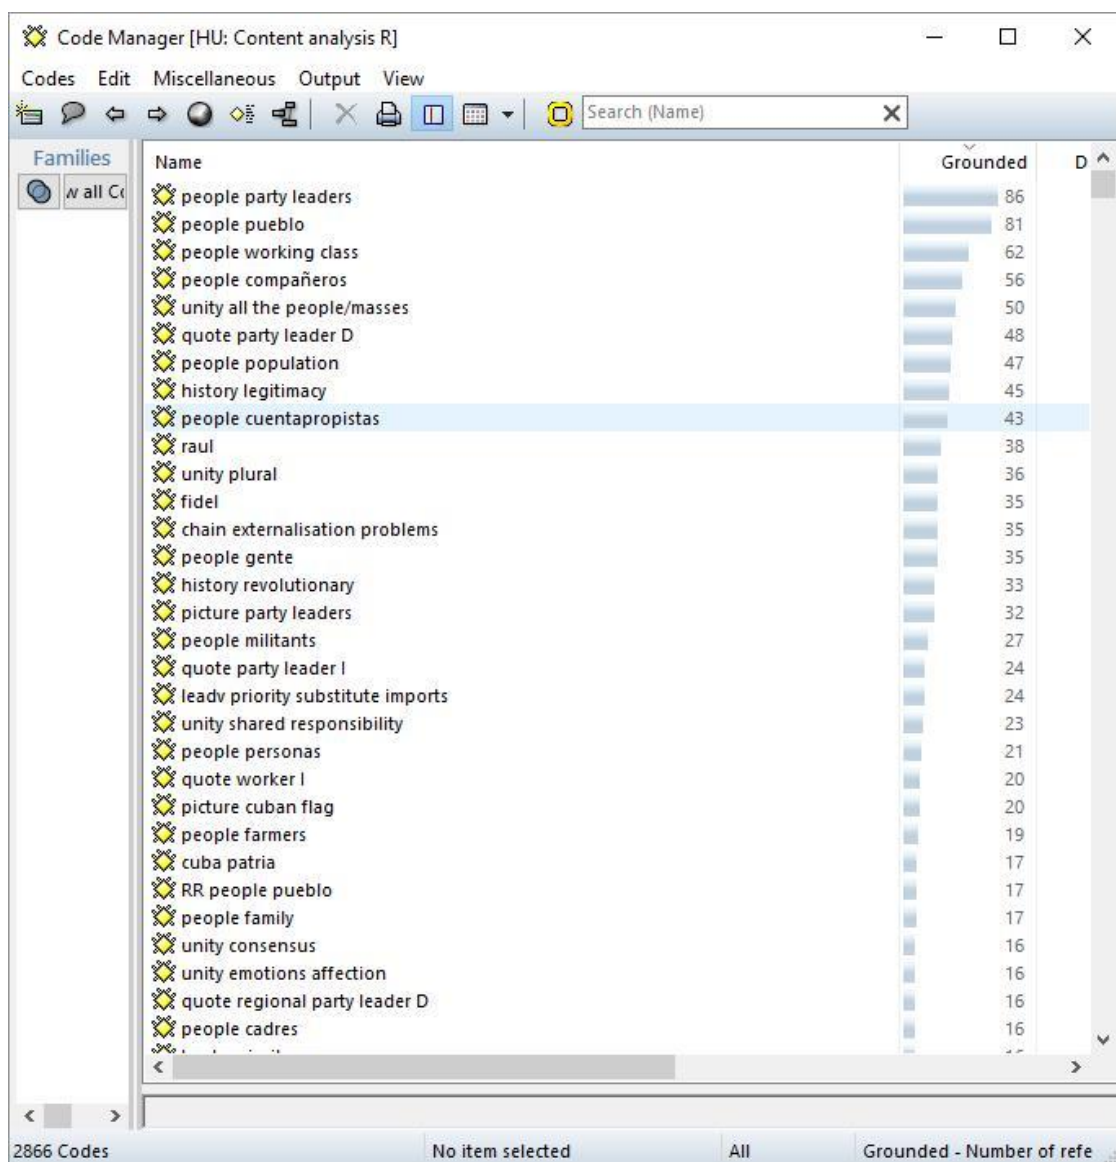 Code Manager [HU: Content analysis R]
Codes Edit Miscellaneous Output View
Search (Name)
Families
all
Name Grounded D
people party leaders 86
people pueblo 81
people working class 62
people compañeros 56
unity all the people/masses 50
quote party leader D 48
people population 47
history legitimacy 45
people cuentapropistas 43
raul 38
unity plural 36
fidel 35
chain externalisation problems 35
people gente 35
history revolutionary 33
picture party leaders 32
people militants 27
quote party leader I 24
leadv priority substitute imports 24
unity shared responsibility 23
people personas 21
quote worker I 20
picture cuban flag 20
people farmers 19
cuba patria 17
RR people pueblo 17
people family 17
unity consensus 16
unity emotions affection 16
quote regional party leader D 16
people cadres 16
2866 Codes No item selected All Grounded - Number of refe